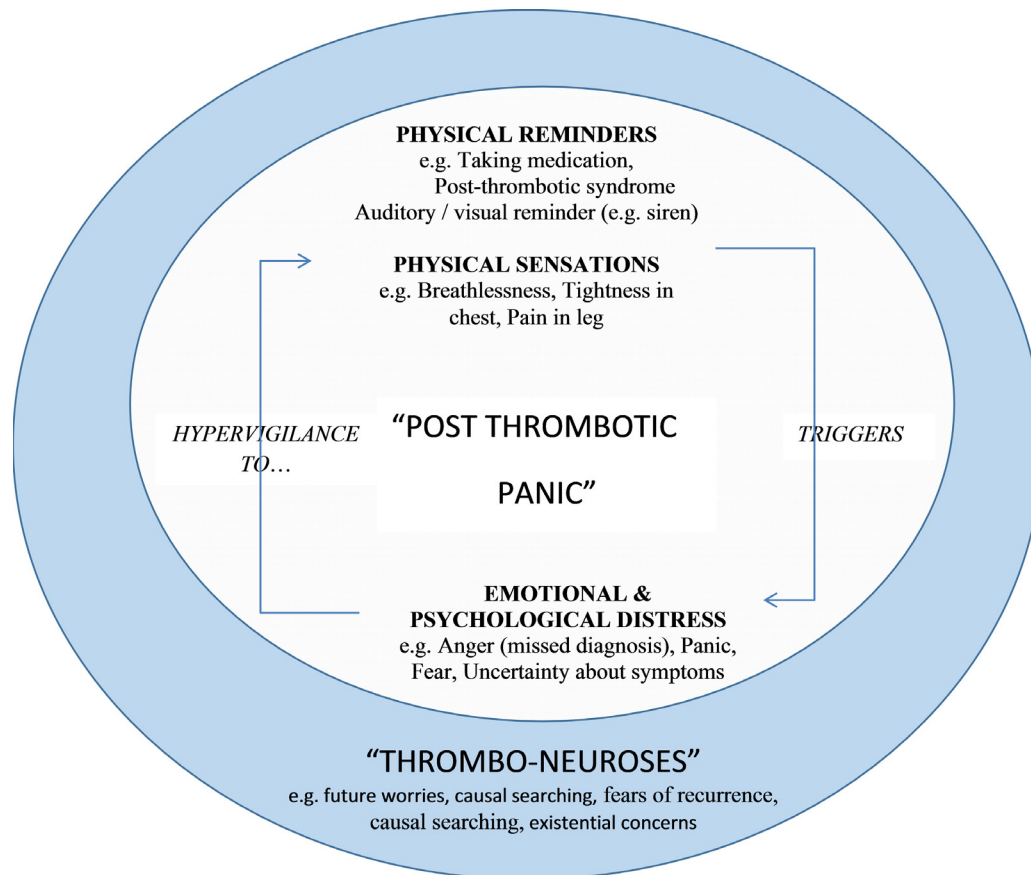 PHYSICAL REMINDERS
e.g. Taking medication,
Post-thrombotic syndrome
Auditory / visual reminder (e.g. siren)
PHYSICAL SENSATIONS
e.g. Breathlessness, Tightness in
chest, Pain in leg
HYPERVIGILANCE
TO…
“POST THROMBOTIC
PANIC”
TRIGGERS
EMOTIONAL &
PSYCHOLOGICAL DISTRESS
e.g. Anger (missed diagnosis), Panic,
Fear, Uncertainty about symptoms
“THROMBO-NEUROSES”
e.g. future worries, causal searching, fears of recurrence,
causal searching, existential concerns